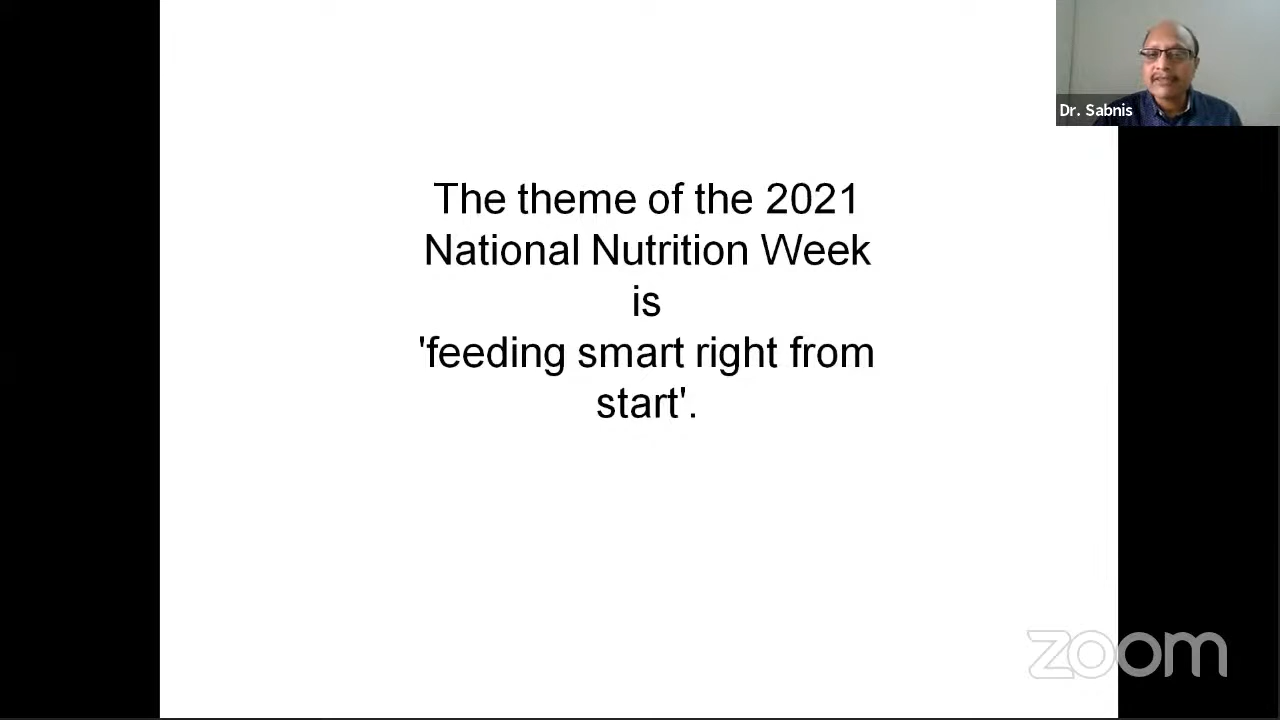 Dr. Sabnis
The theme of the 2021
National Nutrition Week
is
'feeding smart right from
start'.
zoom